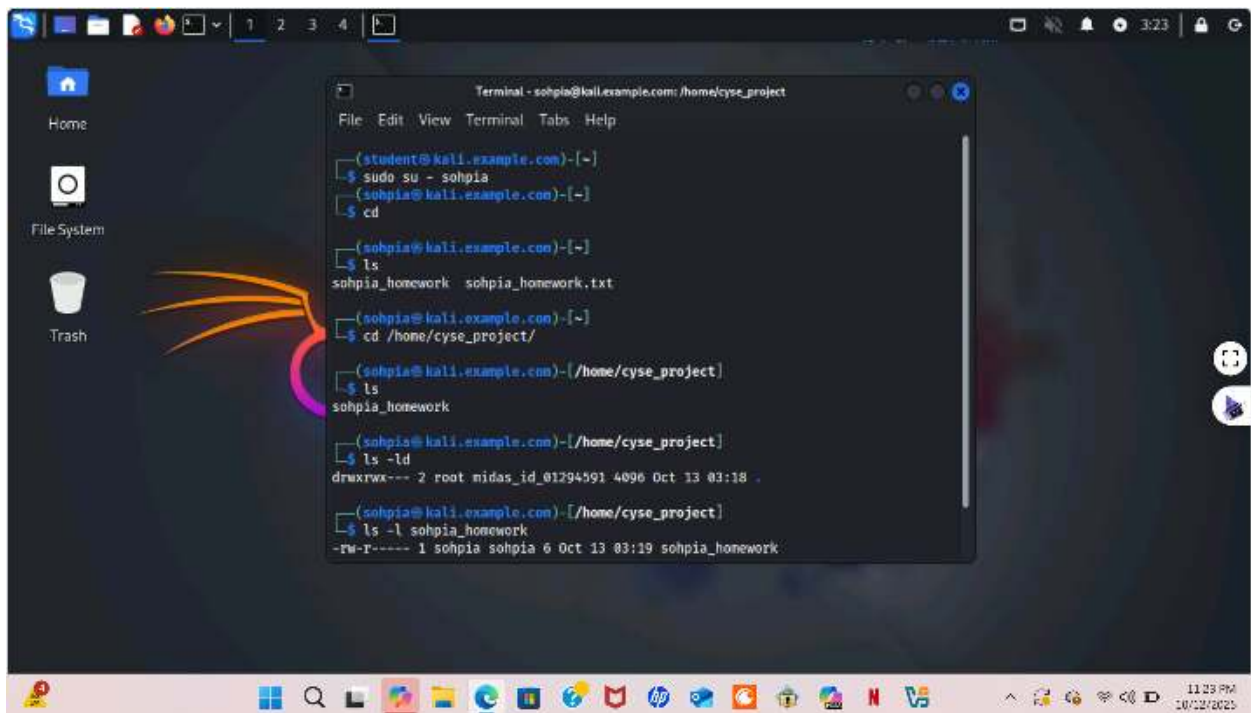 1 2 3 4
3:23
Home
File System
Trash
Terminal - sohpia@kali.example.com: /home/cyse_project
File Edit View Terminal Tabs Help
┌──(student㉿kali.example.com)-[~]
└─$ sudo su - sohpia
┌──(sohpia㉿kali.example.com)-[~]
└─$ cd
┌──(sohpia㉿kali.example.com)-[~]
└─$ ls
sohpia_homework sohpia_homework.txt
┌──(sohpia㉿kali.example.com)-[~]
└─$ cd /home/cyse_project/
┌──(sohpia㉿kali.example.com)-[/home/cyse_project]
└─$ ls
sohpia_homework
┌──(sohpia㉿kali.example.com)-[/home/cyse_project]
└─$ ls -ld
drwxrwx--- 2 root midas_id_01294591 4096 Oct 13 03:18 .
┌──(sohpia㉿kali.example.com)-[/home/cyse_project]
└─$ ls -l sohpia_homework
-rw-r----- 1 sohpia sohpia 6 Oct 13 03:19 sohpia_homework
11:23 PM
10/12/2025